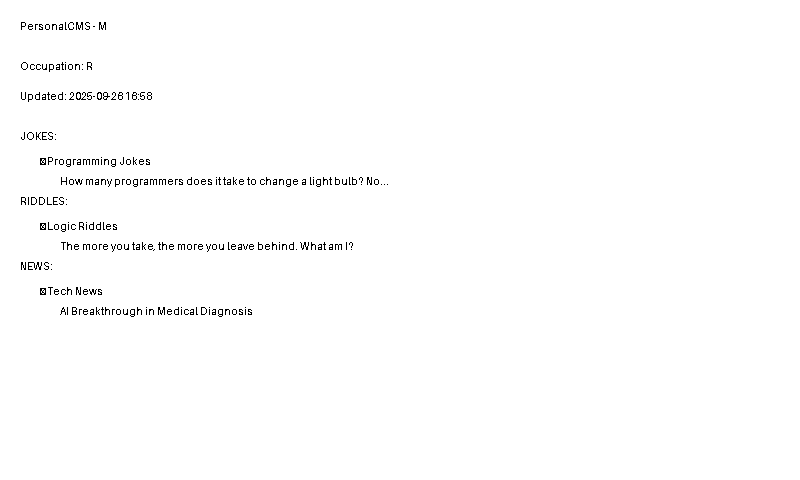 PersonalCMS - M
Occupation: R
Updated: 2025-09-26 16:58
JOKES:
Programming Jokes
How many programmers does it take to change a light bulb? No...
RIDDLES:
Logic Riddles
The more you take, the more you leave behind. What am I?
NEWS:
Tech News
AI Breakthrough in Medical Diagnosis